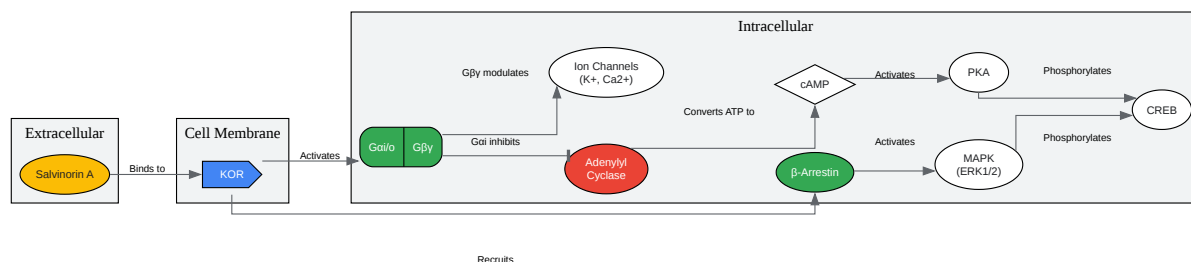 Intracellular
Gβγ modulates
Ion Channels
(K+, Ca2+)
cAMP
Activates
PKA
Phosphorylates
CREB
Converts ATP to
Extracellular
Cell Membrane
Salvinorin A
Binds to
KOR
Activates
Gαi/o
Gβγ
Gαi inhibits
Adenylyl
Cyclase
β-Arrestin
Activates
MAPK
(ERK1/2)
Phosphorylates
Recruits